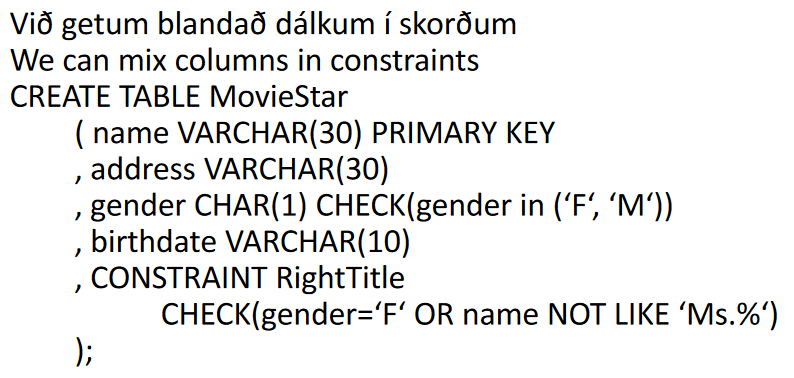 Við getum blandað dálkum í skorðum
We can mix columns in constraints
CREATE TABLE MovieStar
( name VARCHAR(30) PRIMARY KEY
, address VARCHAR(30)
, gender CHAR(1) CHECK(gender in (‘F‘, ‘M‘))
, birthdate VARCHAR(10)
, CONSTRAINT RightTitle
CHECK(gender=‘F‘ OR name NOT LIKE ‘Ms.%‘)
);